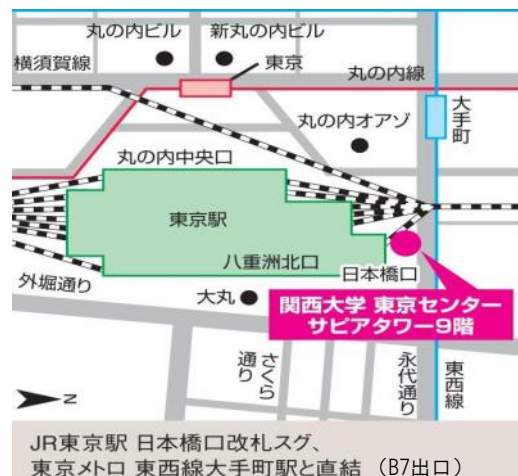 丸の内ビル
新丸の内ビル
横須賀線
東京
丸の内線
大手町
丸の内オアゾ
丸の内中央口
東京駅
八重洲北口
日本橋口
外堀通り
大丸
関西大学 東京センター
サピアタワー9階
さくら
通り
永代通り
東西線
N
JR東京駅 日本橋口改札スグ、
東京メトロ 東西線大手町駅と直結 （B7出口）